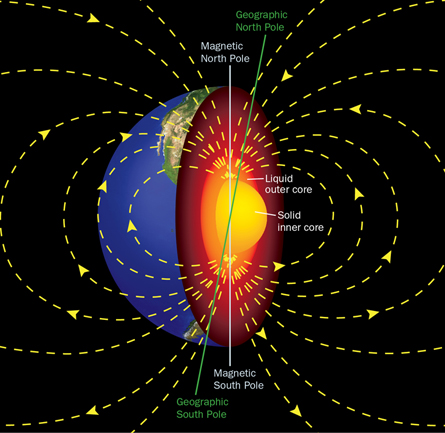 Geographic
North Pole
Magnetic
North Pole
Liquid
outer core
Solid
inner core
Magnetic
South Pole
Geographic
South Pole